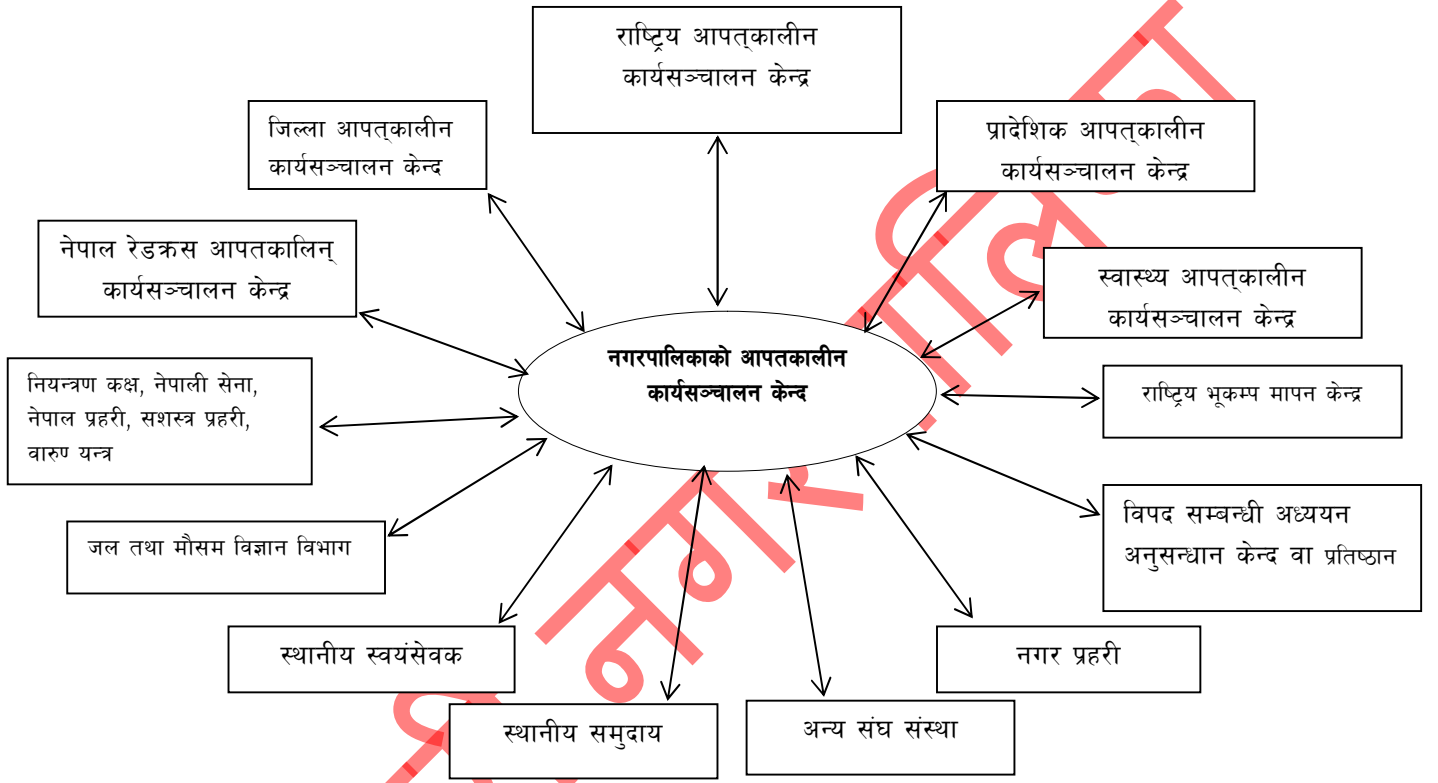 राष्ट्रिय आपत्‌कालीन
कार्यसञ्चालन केन्द्र
जिल्ला आपत्‌कालीन
कार्यसञ्चालन केन्द
प्रादेशिक आपत्‌कालीन
कार्यसञ्चालन केन्द्र
नेपाल रेडक्रस आपतकालिन्
कार्यसञ्चालन केन्द्र
स्वास्थ्य आपत्‌कालीन
कार्यसञ्चालन केन्द्र
नगरपालिकाको आपतकालीन
कार्यसञ्चालन केन्द
नियन्त्रण कक्ष, नेपाली सेना,
नेपाल प्रहरी, सशस्त्र प्रहरी,
वारुण यन्त्र
राष्ट्रिय भूकम्प मापन केन्द्र
विपद सम्बन्धी अध्ययन
अनुसन्धान केन्द वा प्रतिष्ठान
जल तथा मौसम विज्ञान विभाग
स्थानीय स्वयंसेवक
नगर प्रहरी
स्थानीय समुदाय
अन्य संघ संस्था